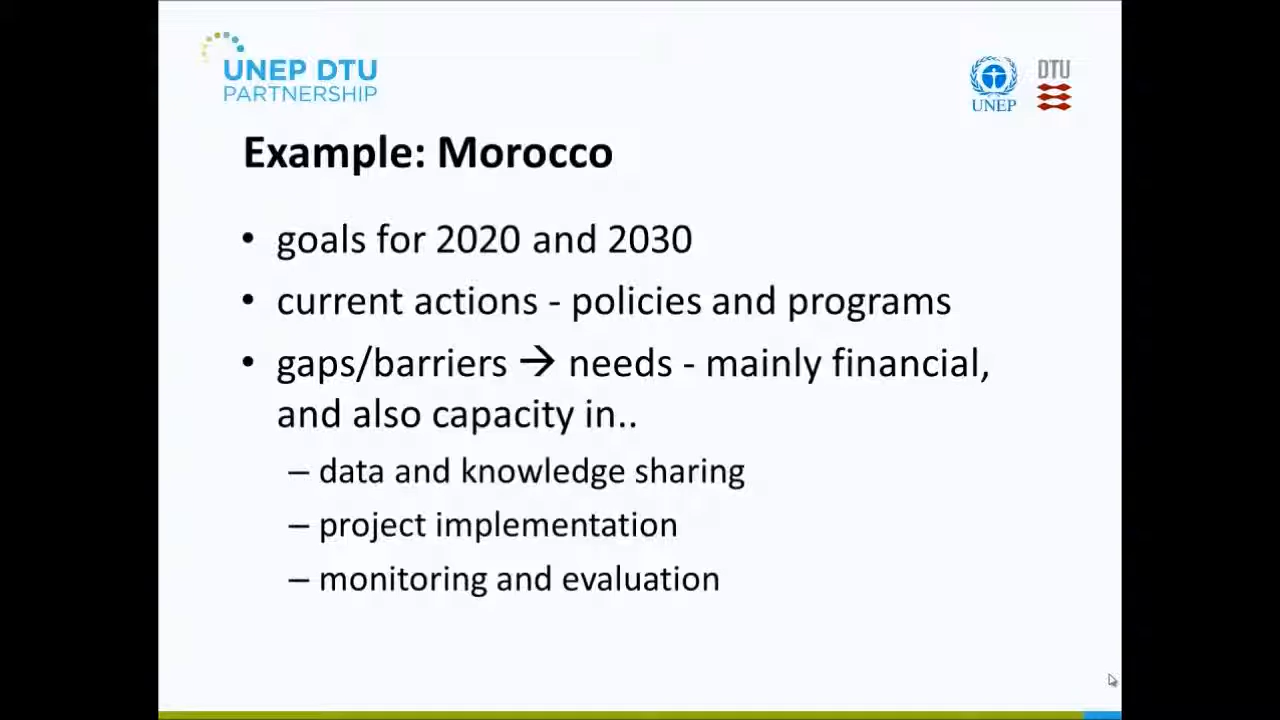 UNEP DTU
PARTNERSHIP
UNEP
DTU
Example: Morocco
• goals for 2020 and 2030
• current actions - policies and programs
• gaps/barriers → needs - mainly financial,
and also capacity in..
– data and knowledge sharing
– project implementation
– monitoring and evaluation